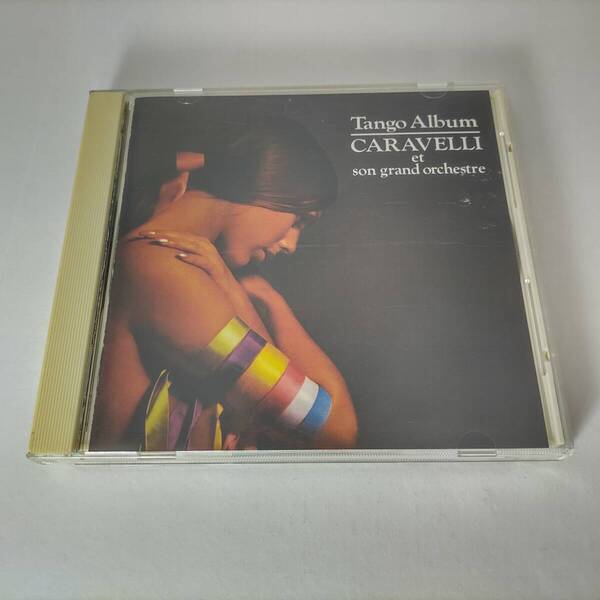 Tango Album
CARAVELLI
et
son grand orchestre